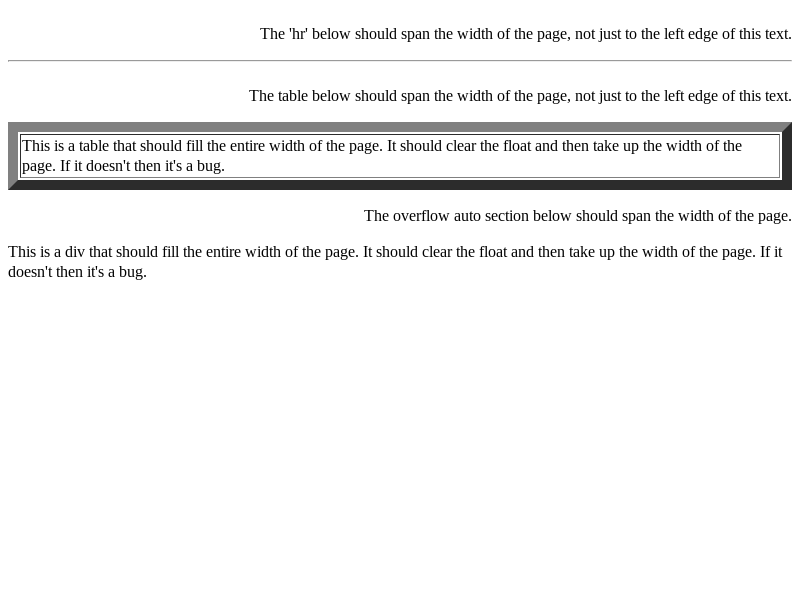 The 'hr' below should span the width of the page, not just to the left edge of this text.
The table below should span the width of the page, not just to the left edge of this text.
This is a table that should fill the entire width of the page. It should clear the float and then take up the width of the
page. If it doesn't then it's a bug.
The overflow auto section below should span the width of the page.
This is a div that should fill the entire width of the page. It should clear the float and then take up the width of the page. If it
doesn't then it's a bug.